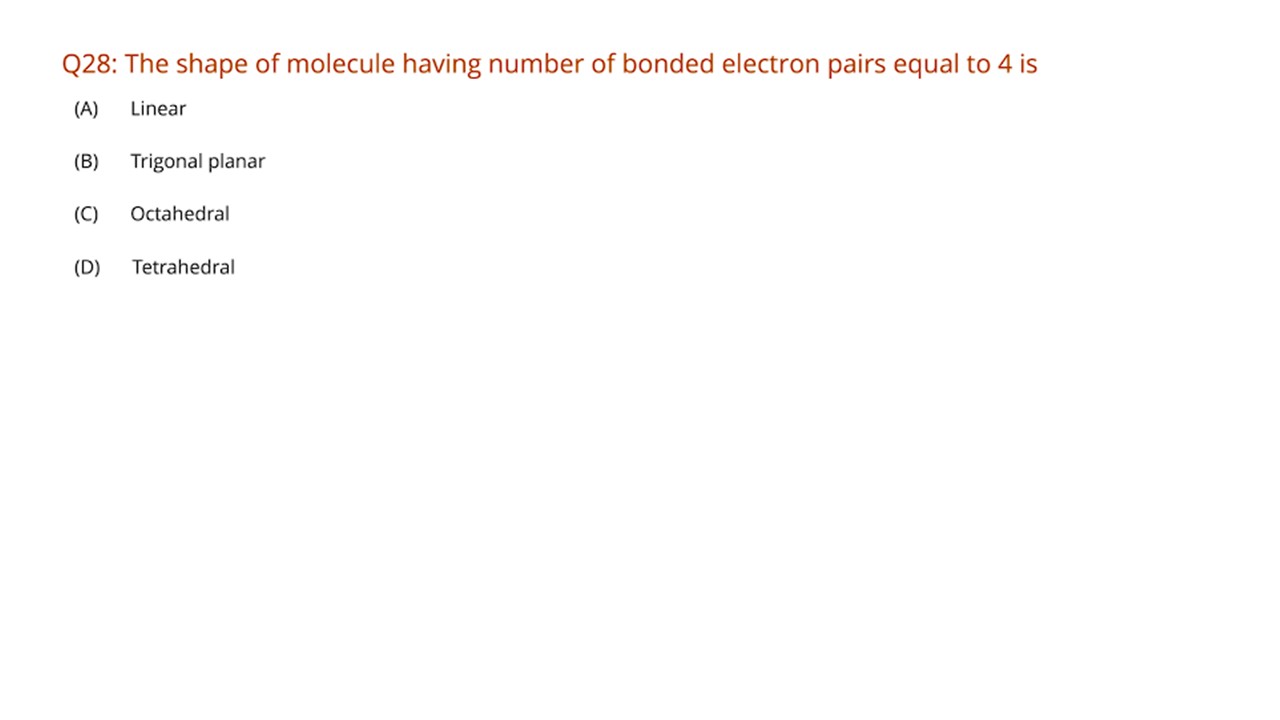 Q28: The shape of molecule having number of bonded electron pairs equal to 4 is
(A) Linear
(B) Trigonal planar
(C) Octahedral
(D) Tetrahedral